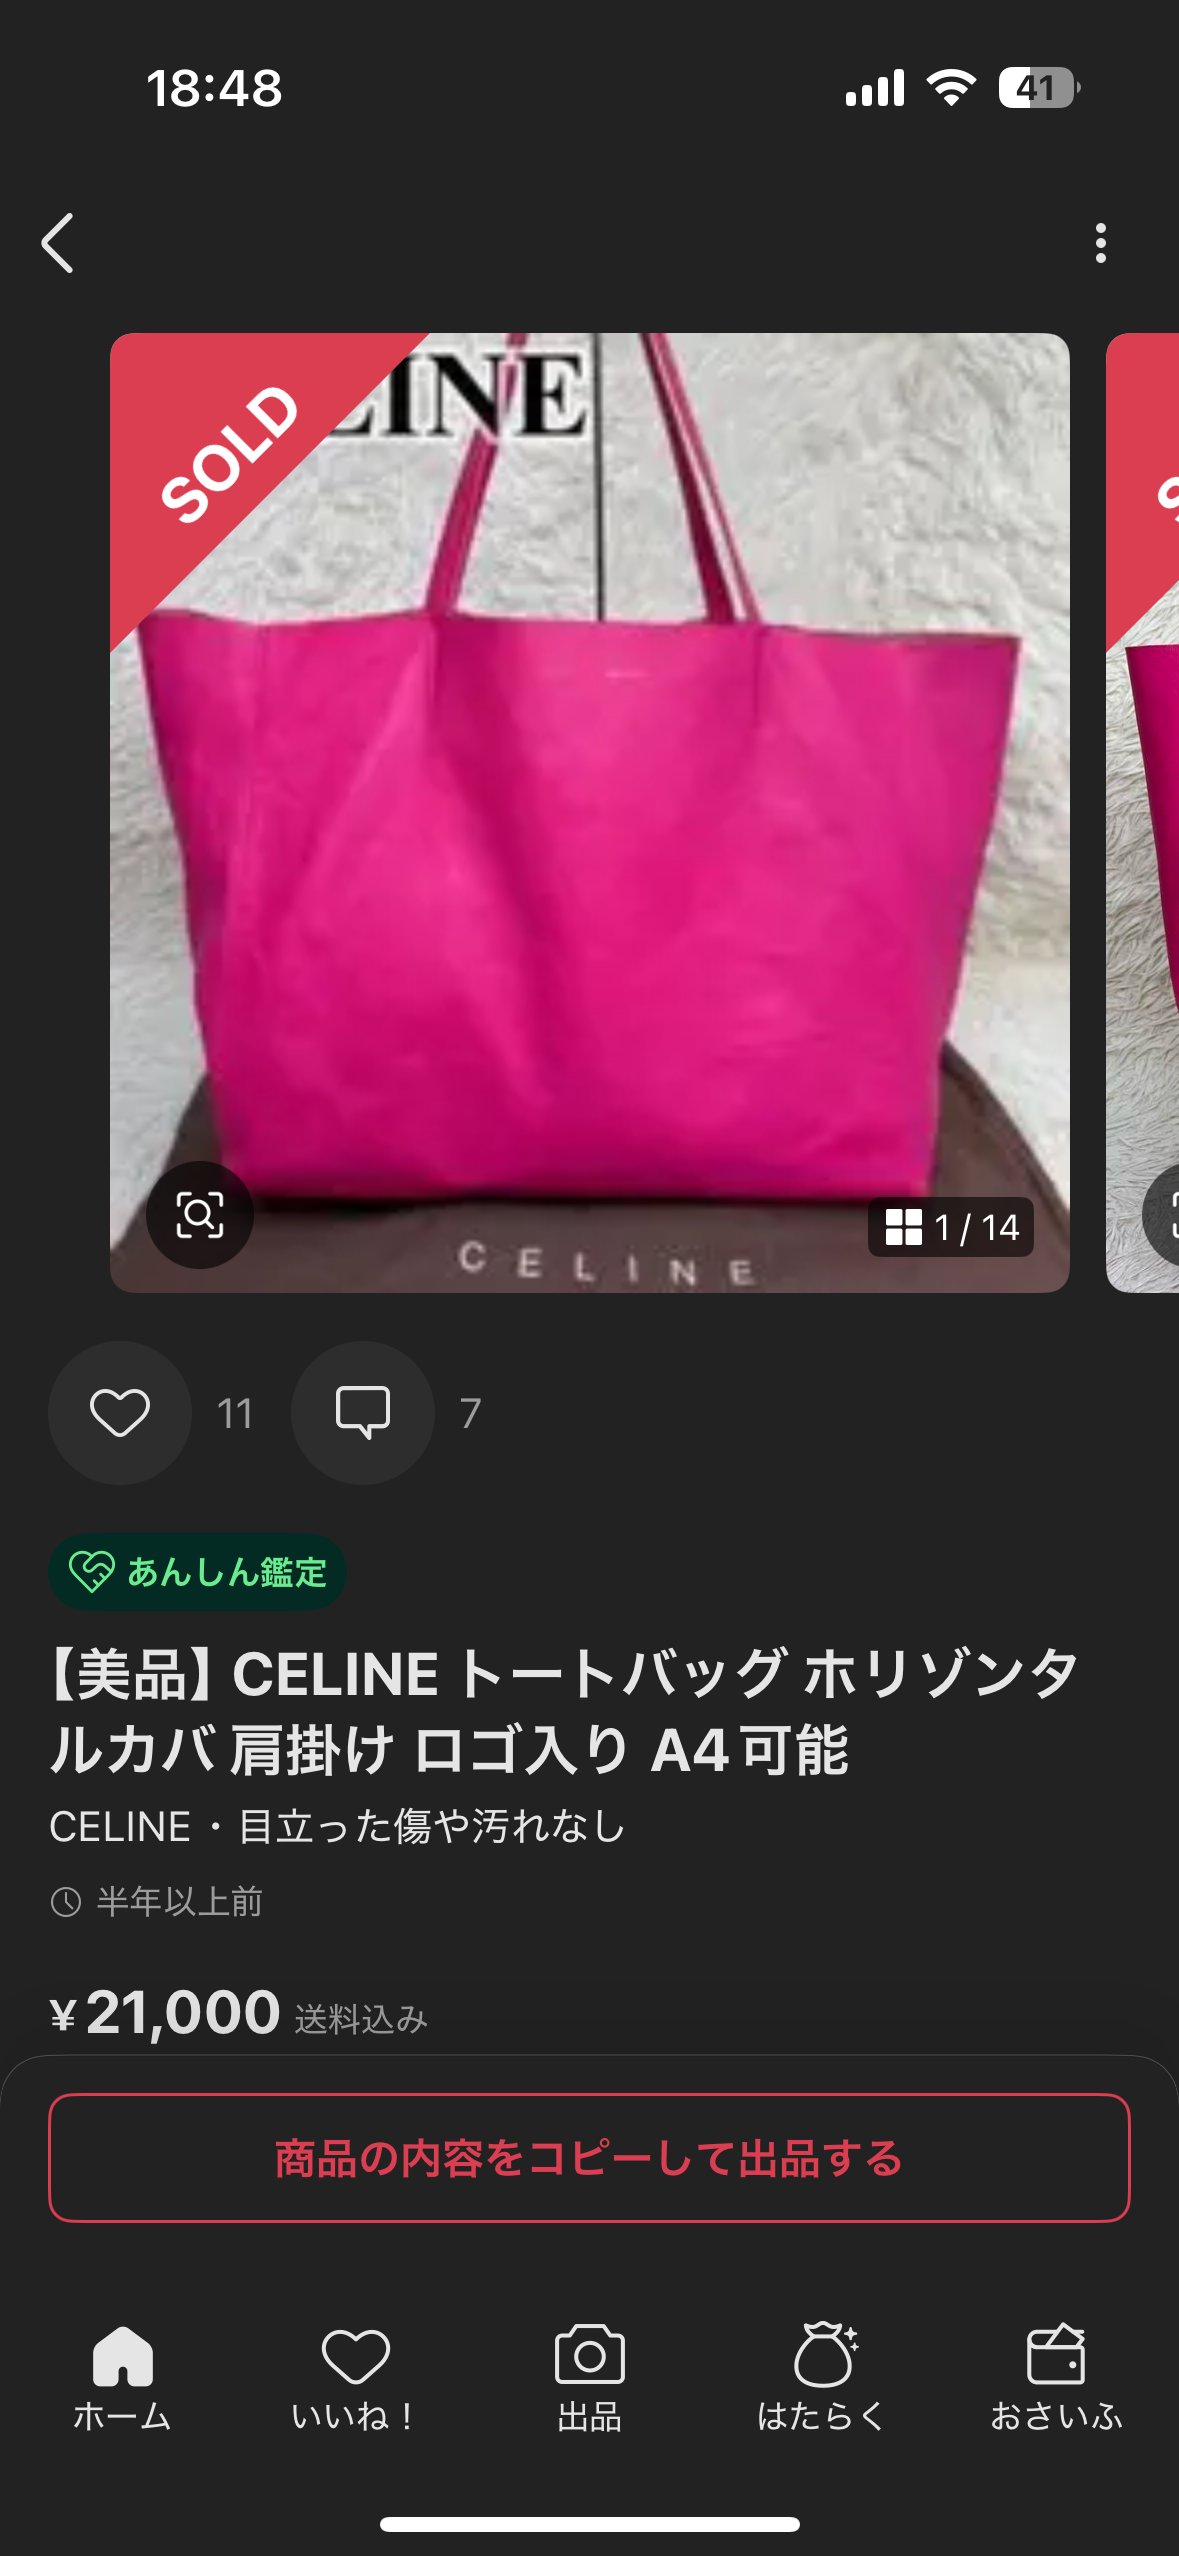 18:48
41
SOLD
LINE
CELINE
1 / 14
11
7
あんしん鑑定
【美品】CELINE トートバッグ ホリゾンタ
ルカバ 肩掛け ロゴ入り A4可能
CELINE・目立った傷や汚れなし
半年以上前
¥21,000 送料込み
商品の内容をコピーして出品する
ホーム
いいね！
出品
はたらく
おさいふ